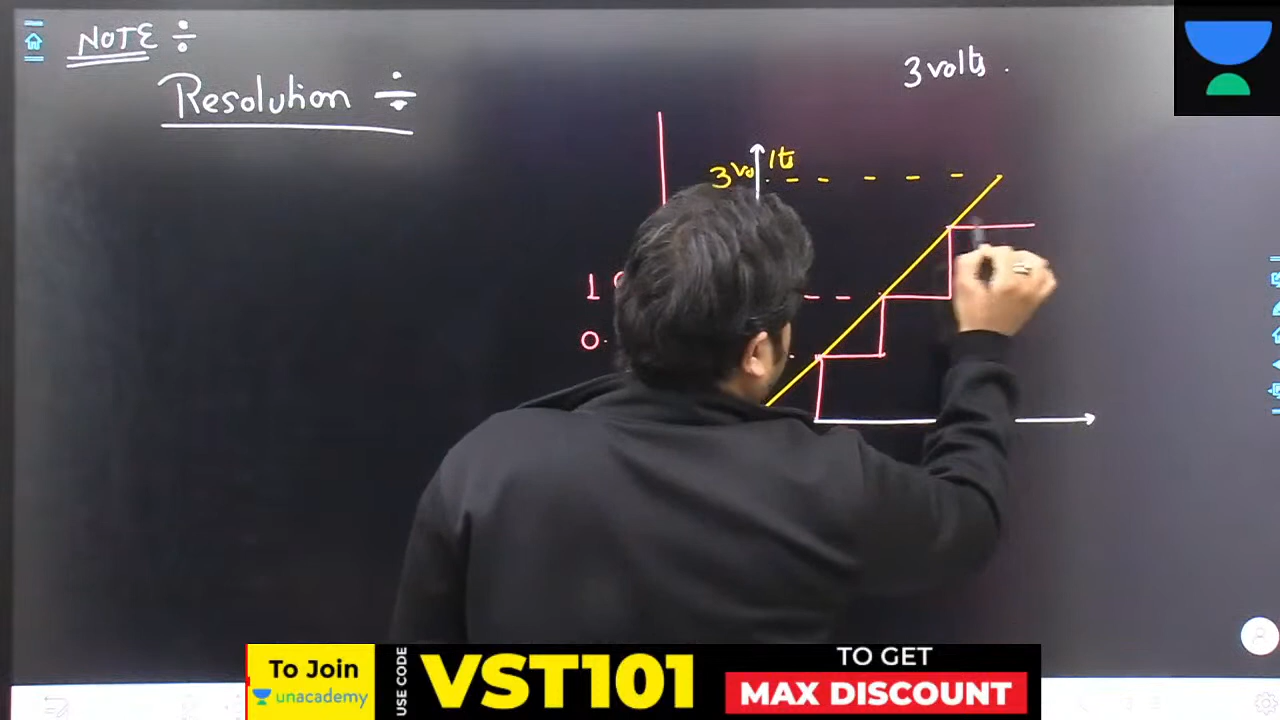 NOTE ÷
Resolution ÷
3 volts .
3 volts
1
0
To Join
unacademy
USE CODE
VST101
TO GET
MAX DISCOUNT